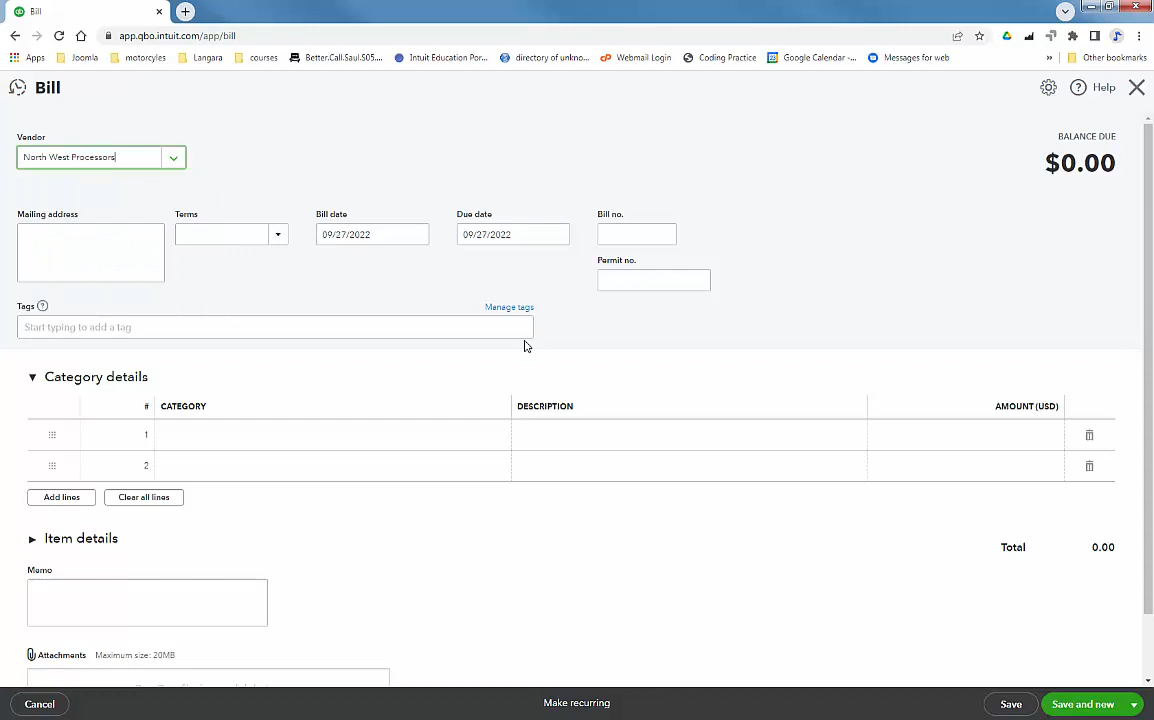 Bill
app.qbo.intuit.com/app/bill
Apps
Joomla
motorcyles
Langara
courses
Better.Call.Saul.S05....
Intuit Education Por...
directory of unkno...
Webmail Login
Coding Practice
Google Calendar -...
Messages for web
»
Other bookmarks
Bill
Help
Vendor
North West Processors
BALANCE DUE
$0.00
Mailing address
Terms
Bill date
09/27/2022
Due date
09/27/2022
Bill no.
Permit no.
Tags
Manage tags
Start typing to add a tag
Category details
# CATEGORY DESCRIPTION AMOUNT (USD)
1
2
Add lines
Clear all lines
Item details
Total 0.00
Memo
Attachments Maximum size: 20MB
Cancel
Make recurring
Save
Save and new